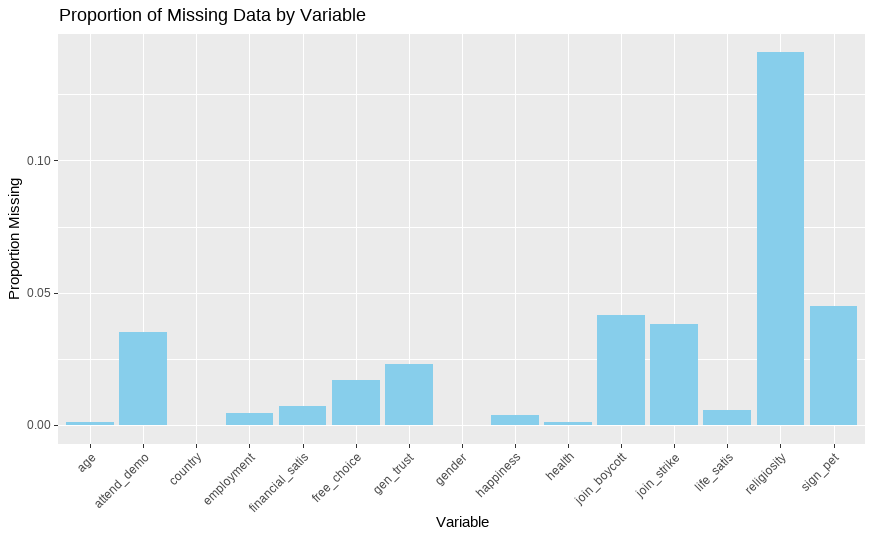 Proportion of Missing Data by Variable
Proportion Missing
0.10
0.05
0.00
age
attend_demo
country
employment
financial_satis
free_choice
gen_trust
gender
happiness
health
join_boycott
join_strike
life_satis
religiosity
sign_pet
Variable